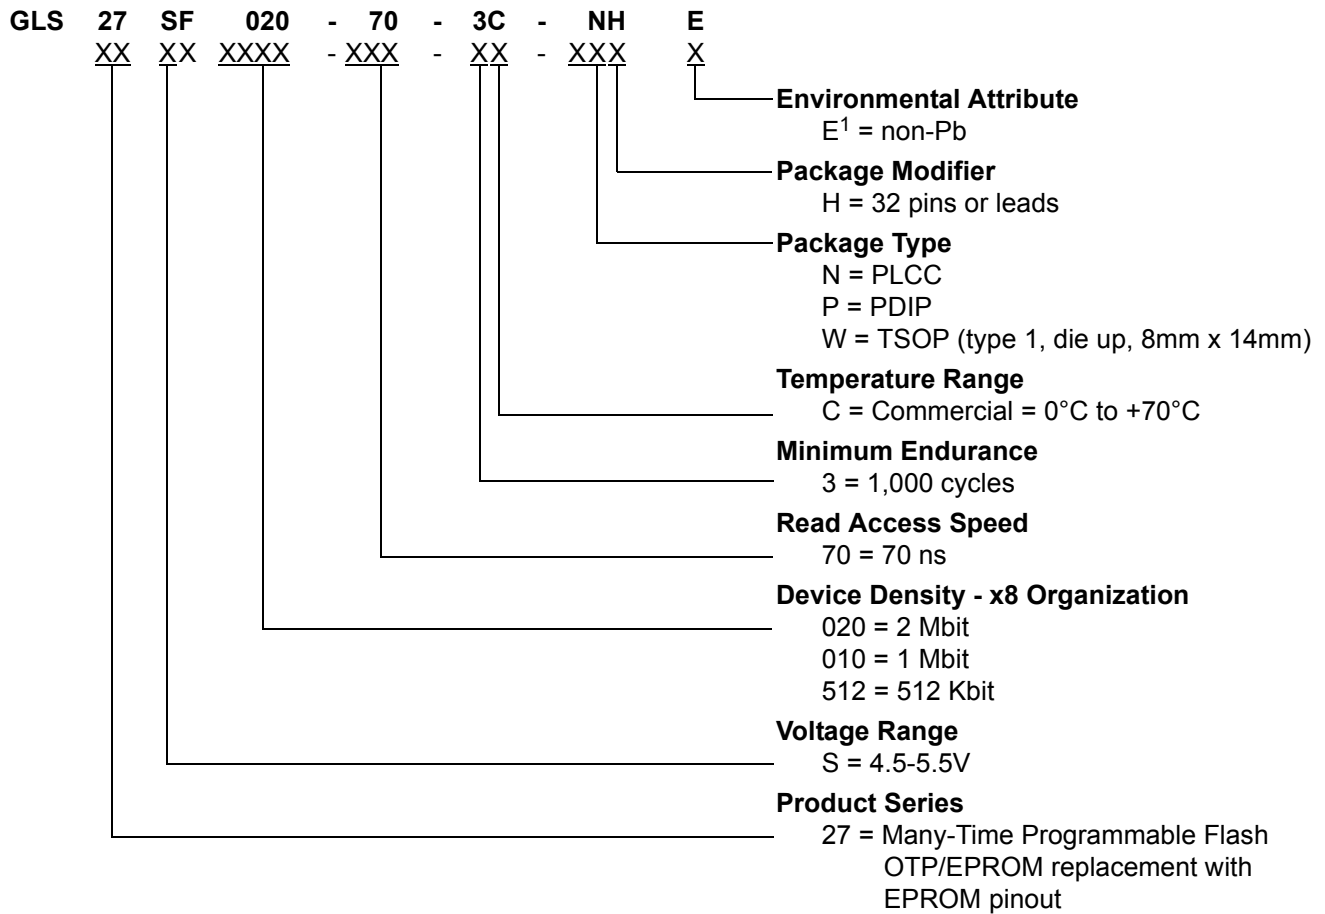 GLS 27 SF 020 - 70 - 3C - NH E
XX XX XXXX - XXX - XX - XXX X
Environmental Attribute
E1 = non-Pb
Package Modifier
H = 32 pins or leads
Package Type
N = PLCC
P = PDIP
W = TSOP (type 1, die up, 8mm x 14mm)
Temperature Range
C = Commercial = 0°C to +70°C
Minimum Endurance
3 = 1,000 cycles
Read Access Speed
70 = 70 ns
Device Density - x8 Organization
020 = 2 Mbit
010 = 1 Mbit
512 = 512 Kbit
Voltage Range
S = 4.5-5.5V
Product Series
27 = Many-Time Programmable Flash
OTP/EPROM replacement with
EPROM pinout